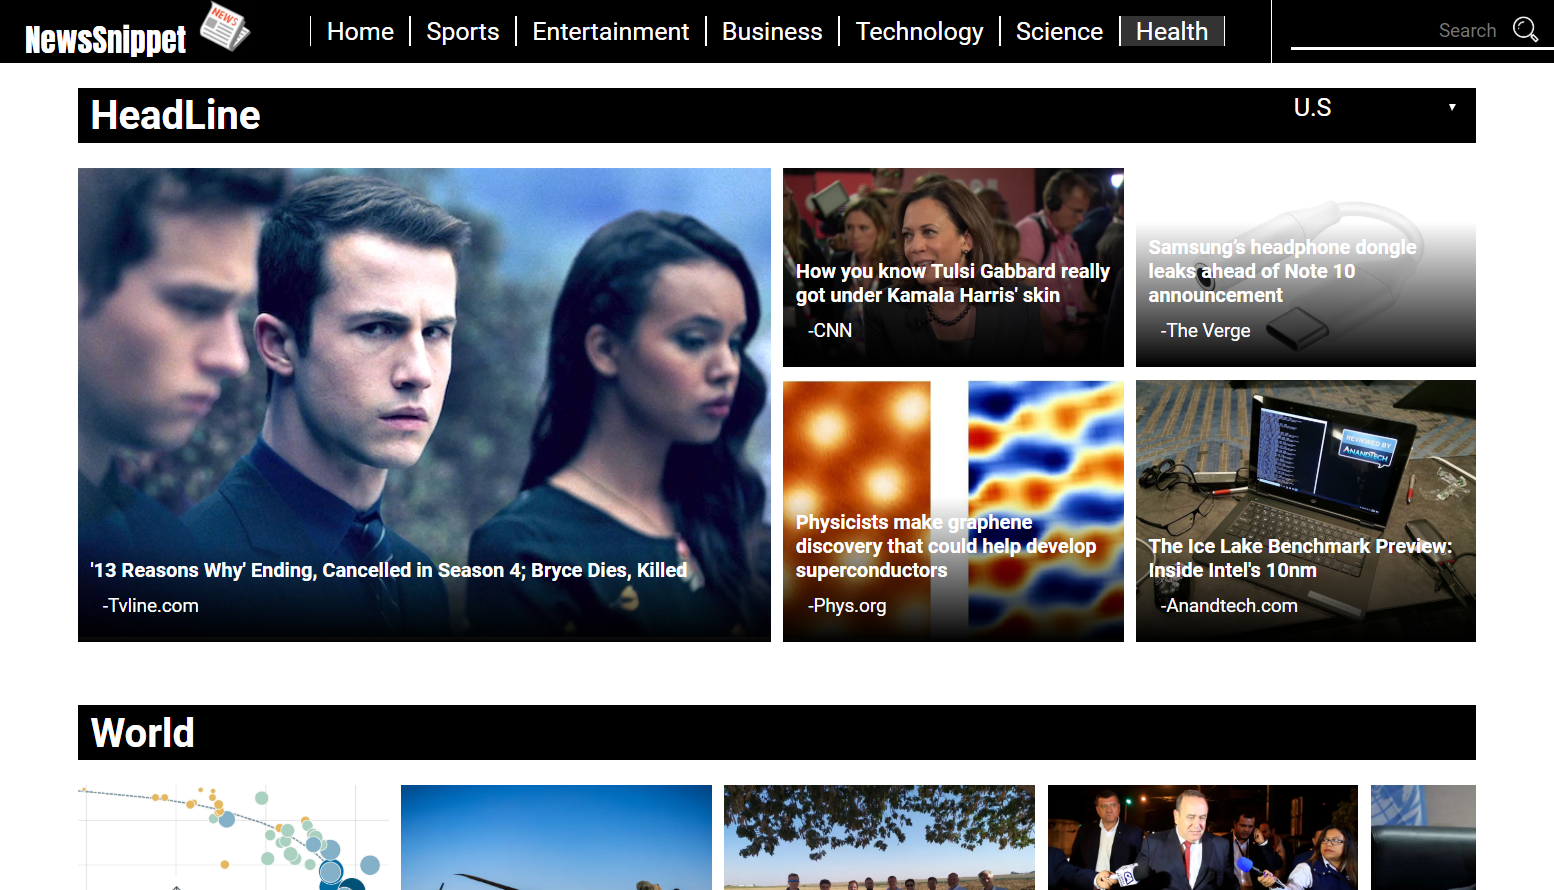 NewsSnippet
NEWS
Home
Sports
Entertainment
Business
Technology
Science
Health
Search
HeadLine
U.S
'13 Reasons Why' Ending, Cancelled in Season 4; Bryce Dies, Killed
-Tvline.com
How you know Tulsi Gabbard really
got under Kamala Harris' skin
-CNN
Samsung's headphone dongle
leaks ahead of Note 10
announcement
-The Verge
Physicists make graphene
discovery that could help develop
superconductors
-Phys.org
REVIEWED BY
ANANDTECH
The Ice Lake Benchmark Preview:
Inside Intel's 10nm
-Anandtech.com
World